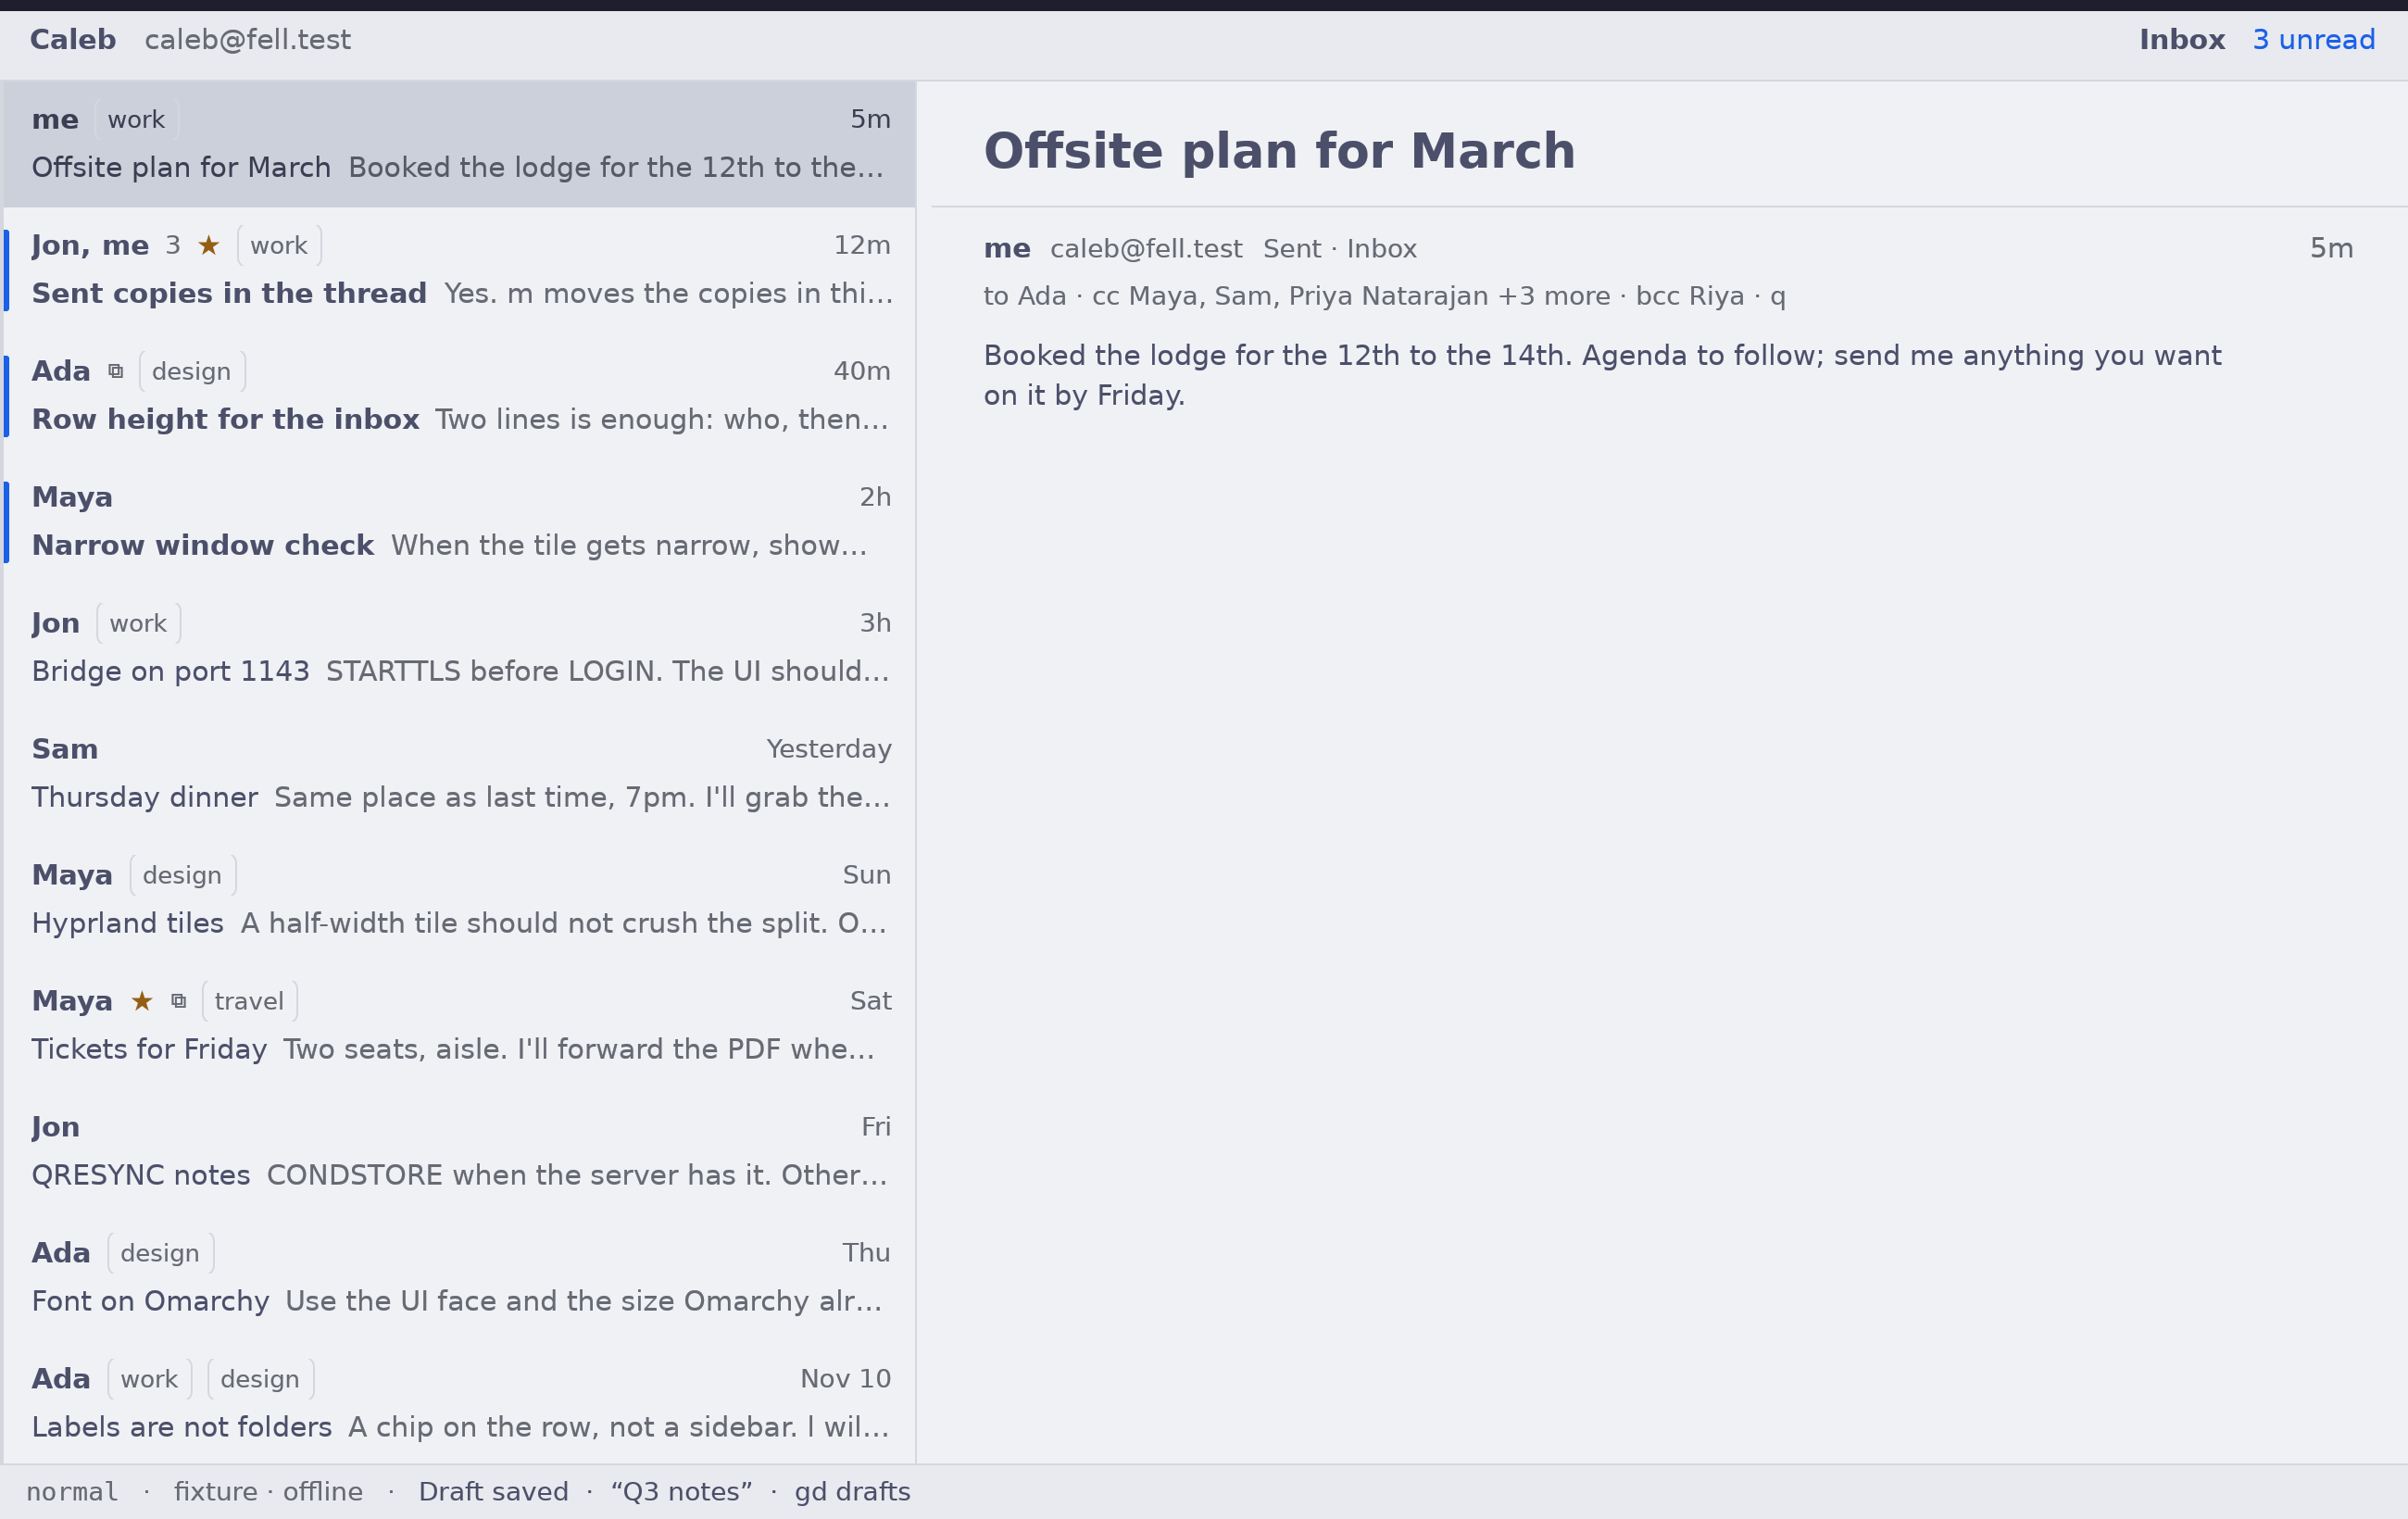 Caleb caleb@fell.test Inbox 3 unread
me work 5m
Offsite plan for March Booked the lodge for the 12th to the…
Jon, me 3 ★ work 12m
Sent copies in the thread Yes. m moves the copies in thi…
Ada ⧉ design 40m
Row height for the inbox Two lines is enough: who, then…
Maya 2h
Narrow window check When the tile gets narrow, show…
Jon work 3h
Bridge on port 1143 STARTTLS before LOGIN. The UI should…
Sam Yesterday
Thursday dinner Same place as last time, 7pm. I'll grab the…
Maya design Sun
Hyprland tiles A half-width tile should not crush the split. O…
Maya ★ ⧉ travel Sat
Tickets for Friday Two seats, aisle. I'll forward the PDF whe…
Jon Fri
QRESYNC notes CONDSTORE when the server has it. Other…
Ada design Thu
Font on Omarchy Use the UI face and the size Omarchy alr…
Ada work design Nov 10
Labels are not folders A chip on the row, not a sidebar. l wil…
Offsite plan for March
me caleb@fell.test Sent · Inbox 5m
to Ada · cc Maya, Sam, Priya Natarajan +3 more · bcc Riya · q
Booked the lodge for the 12th to the 14th. Agenda to follow; send me anything you want
on it by Friday.
normal · fixture · offline · Draft saved · “Q3 notes” · gd drafts